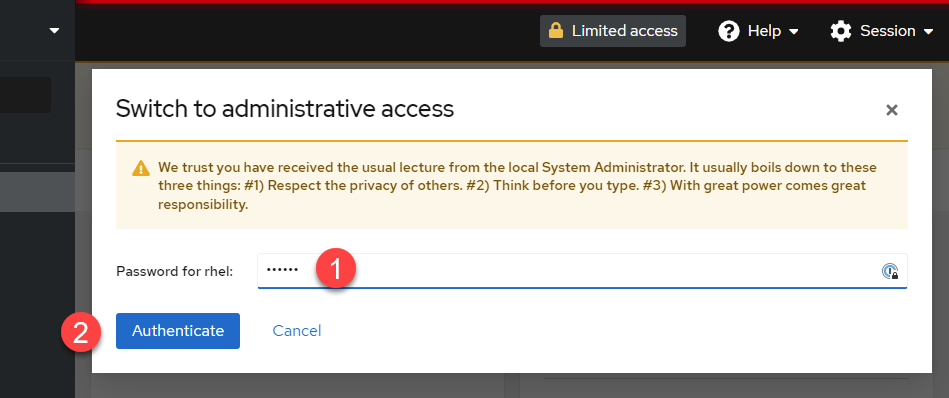 Limited access
Help
Session
Switch to administrative access
We trust you have received the usual lecture from the local System Administrator. It usually boils down to these
three things: #1) Respect the privacy of others. #2) Think before you type. #3) With great power comes great
responsibility.
Password for rhel:
•••••• 1
2 Authenticate Cancel